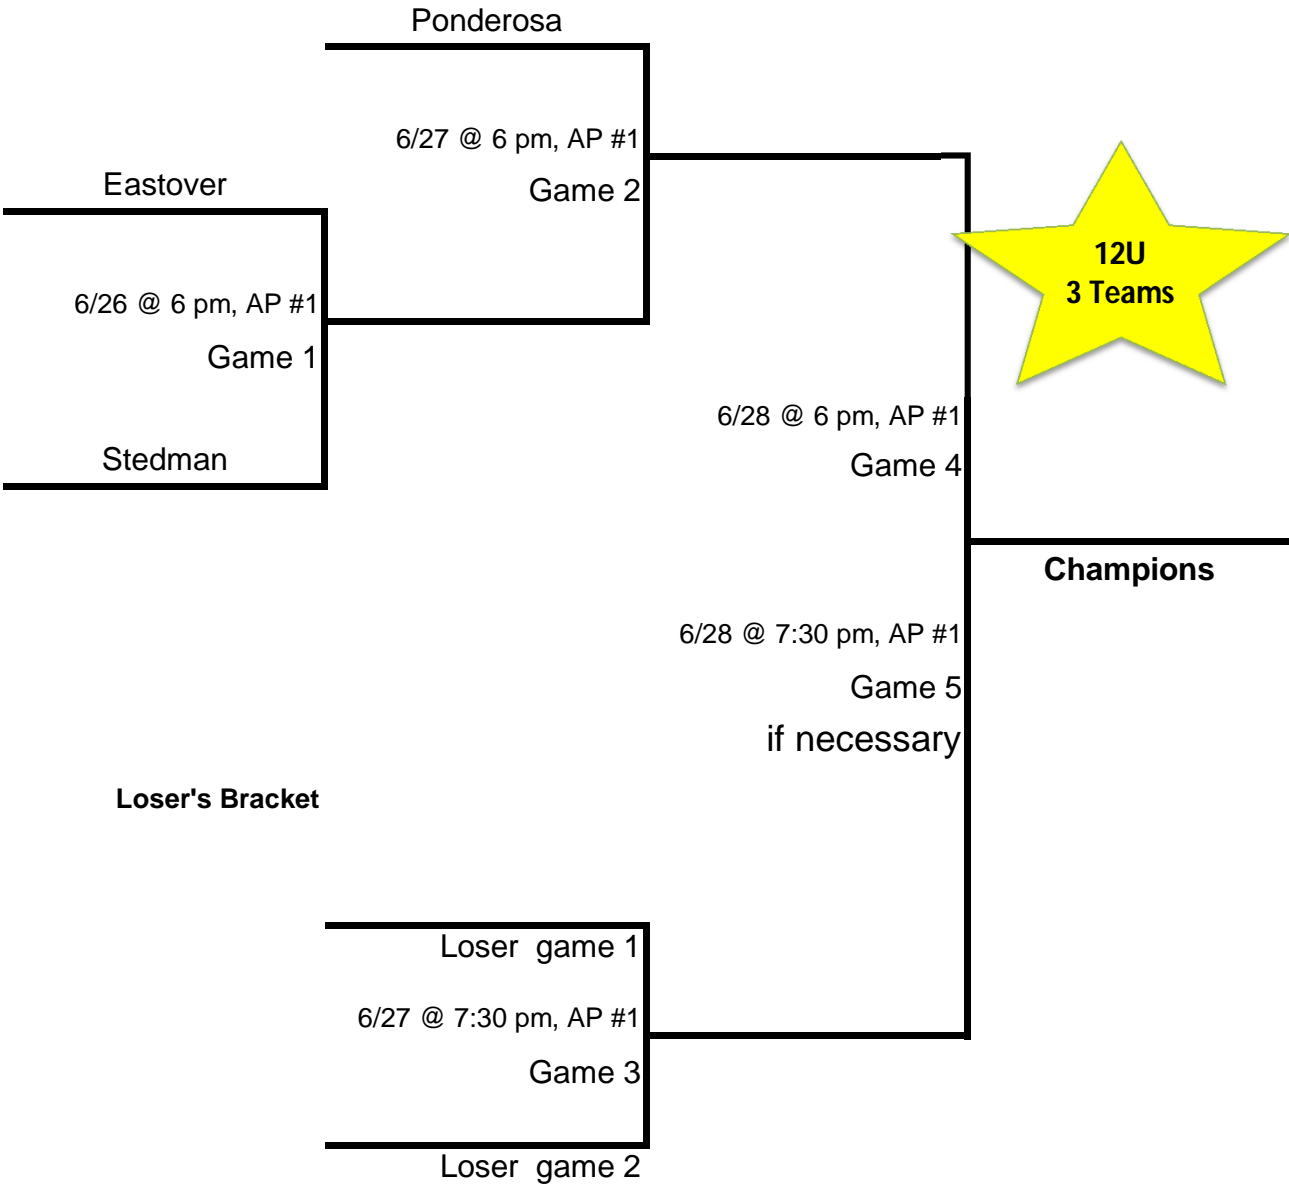 Ponderosa
6/27 @ 6 pm, AP #1
Game 2
Eastover
6/26 @ 6 pm, AP #1
Game 1
Stedman
12U
3 Teams
6/28 @ 6 pm, AP #1
Game 4
Champions
6/28 @ 7:30 pm, AP #1
Game 5
if necessary
Loser's Bracket
Loser  game 1
6/27 @ 7:30 pm, AP #1
Game 3
Loser  game 2